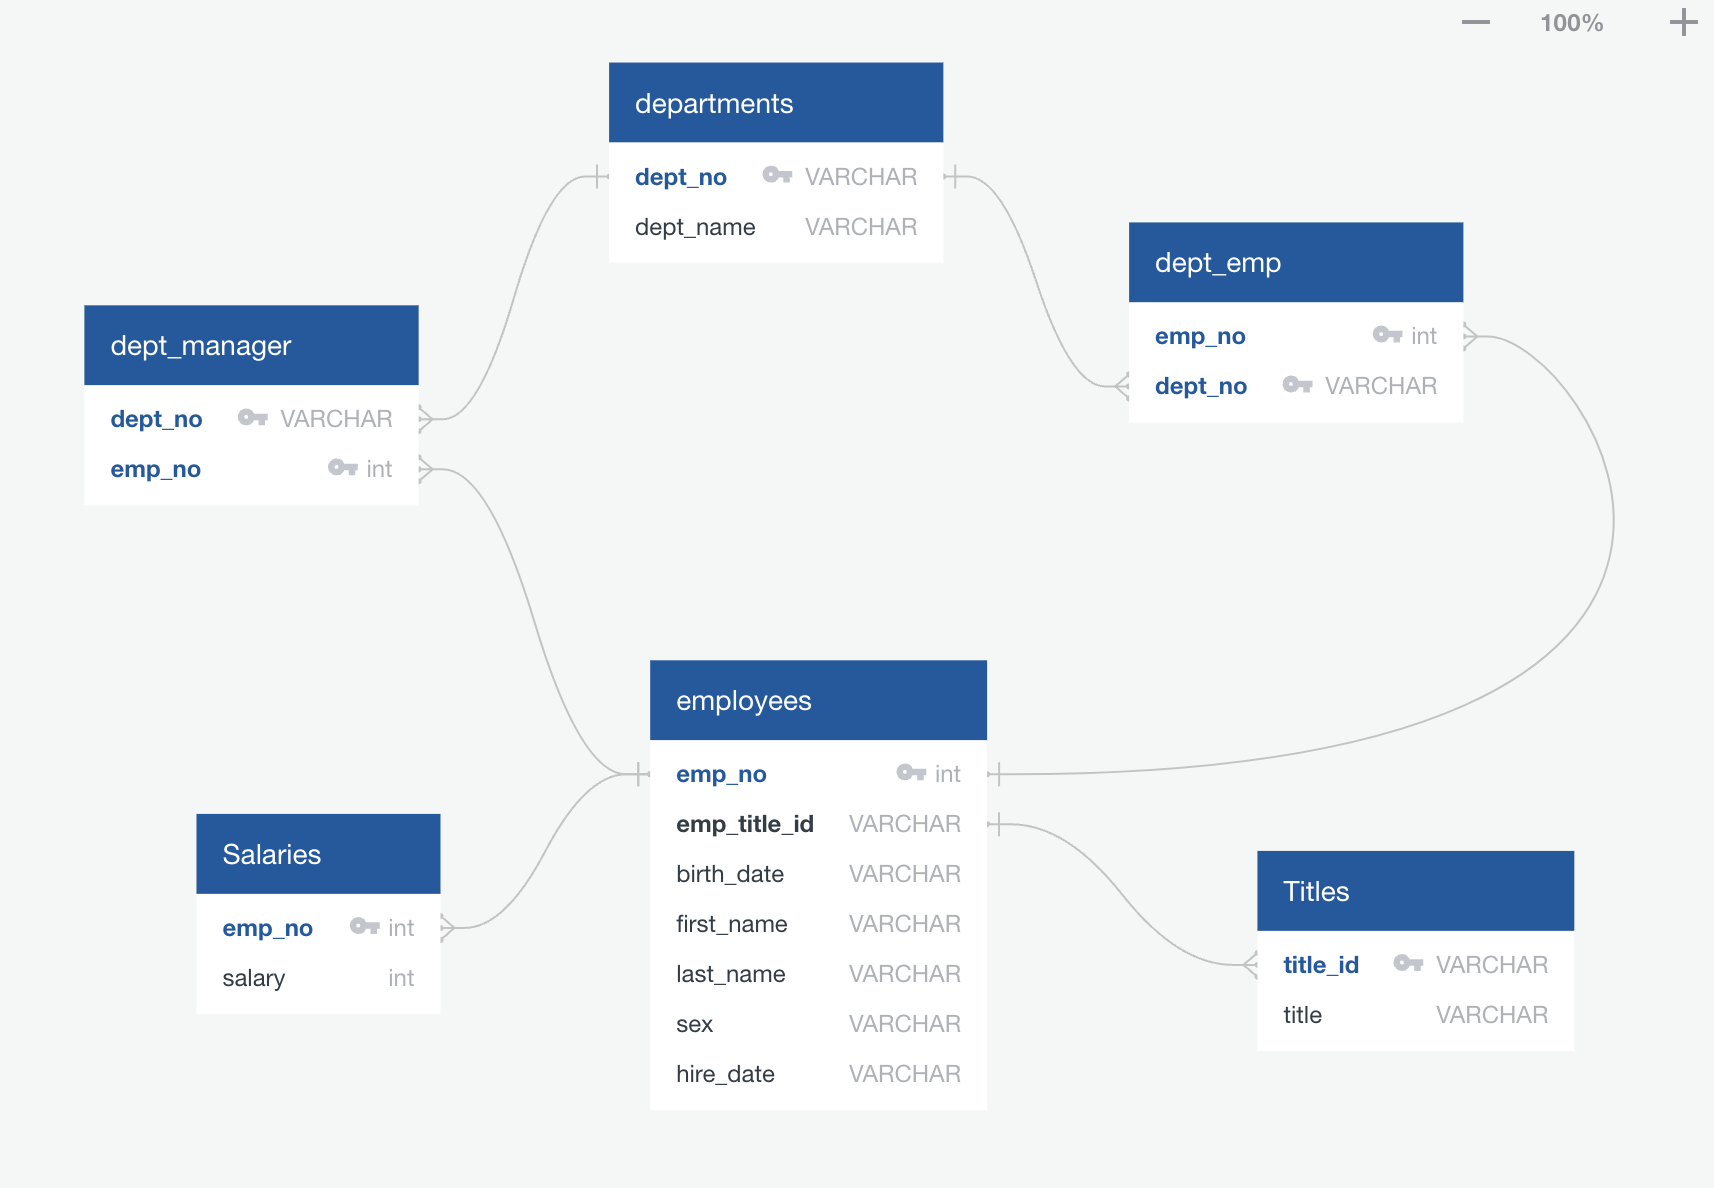 100%
departments
dept_no VARCHAR
dept_name VARCHAR
dept_emp
emp_no int
dept_no VARCHAR
dept_manager
dept_no VARCHAR
emp_no int
employees
emp_no int
emp_title_id VARCHAR
birth_date VARCHAR
first_name VARCHAR
last_name VARCHAR
sex VARCHAR
hire_date VARCHAR
Salaries
emp_no int
salary int
Titles
title_id VARCHAR
title VARCHAR